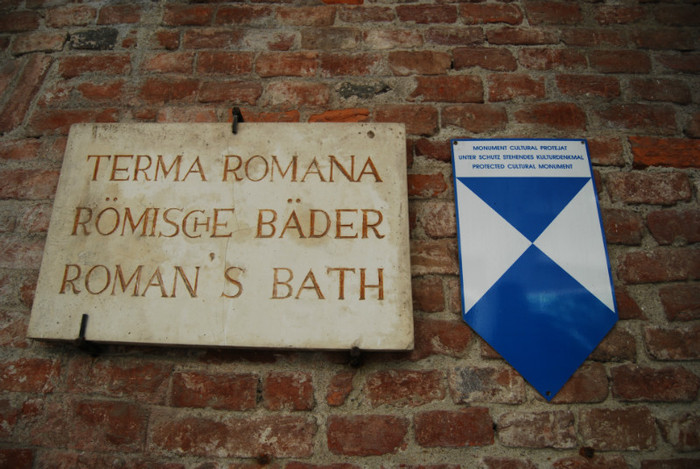 TERMA ROMANA
RÖMISCHE BÄDER
ROMAN'S BATH
MONUMENT CULTURAL PROTEJAT
UNTER SCHUTZ STEHENDES KULTURDENKMAL
PROTECTED CULTURAL MONUMENT